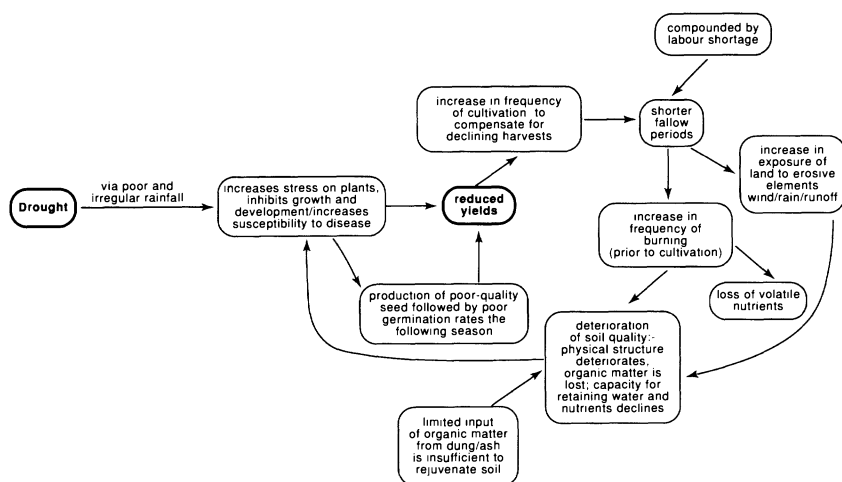 compounded by
labour shortage
increase in frequency
of cultivation to
compensate for
declining harvests
shorter
fallow
periods
increase in
exposure of
land to erosive
elements
wind/rain/runoff
Drought
via poor and
irregular rainfall
increases stress on plants,
inhibits growth and
development/increases
susceptibility to disease
reduced
yields
increase in
frequency of
burning
(prior to cultivation)
loss of volatile
nutrients
production of poor-quality
seed followed by poor
germination rates the
following season
deterioration
of soil quality:-
physical structure
deteriorates,
organic matter is
lost; capacity for
retaining water and
nutrients declines
limited input
of organic matter
from dung/ash
is insufficient to
rejuvenate soil